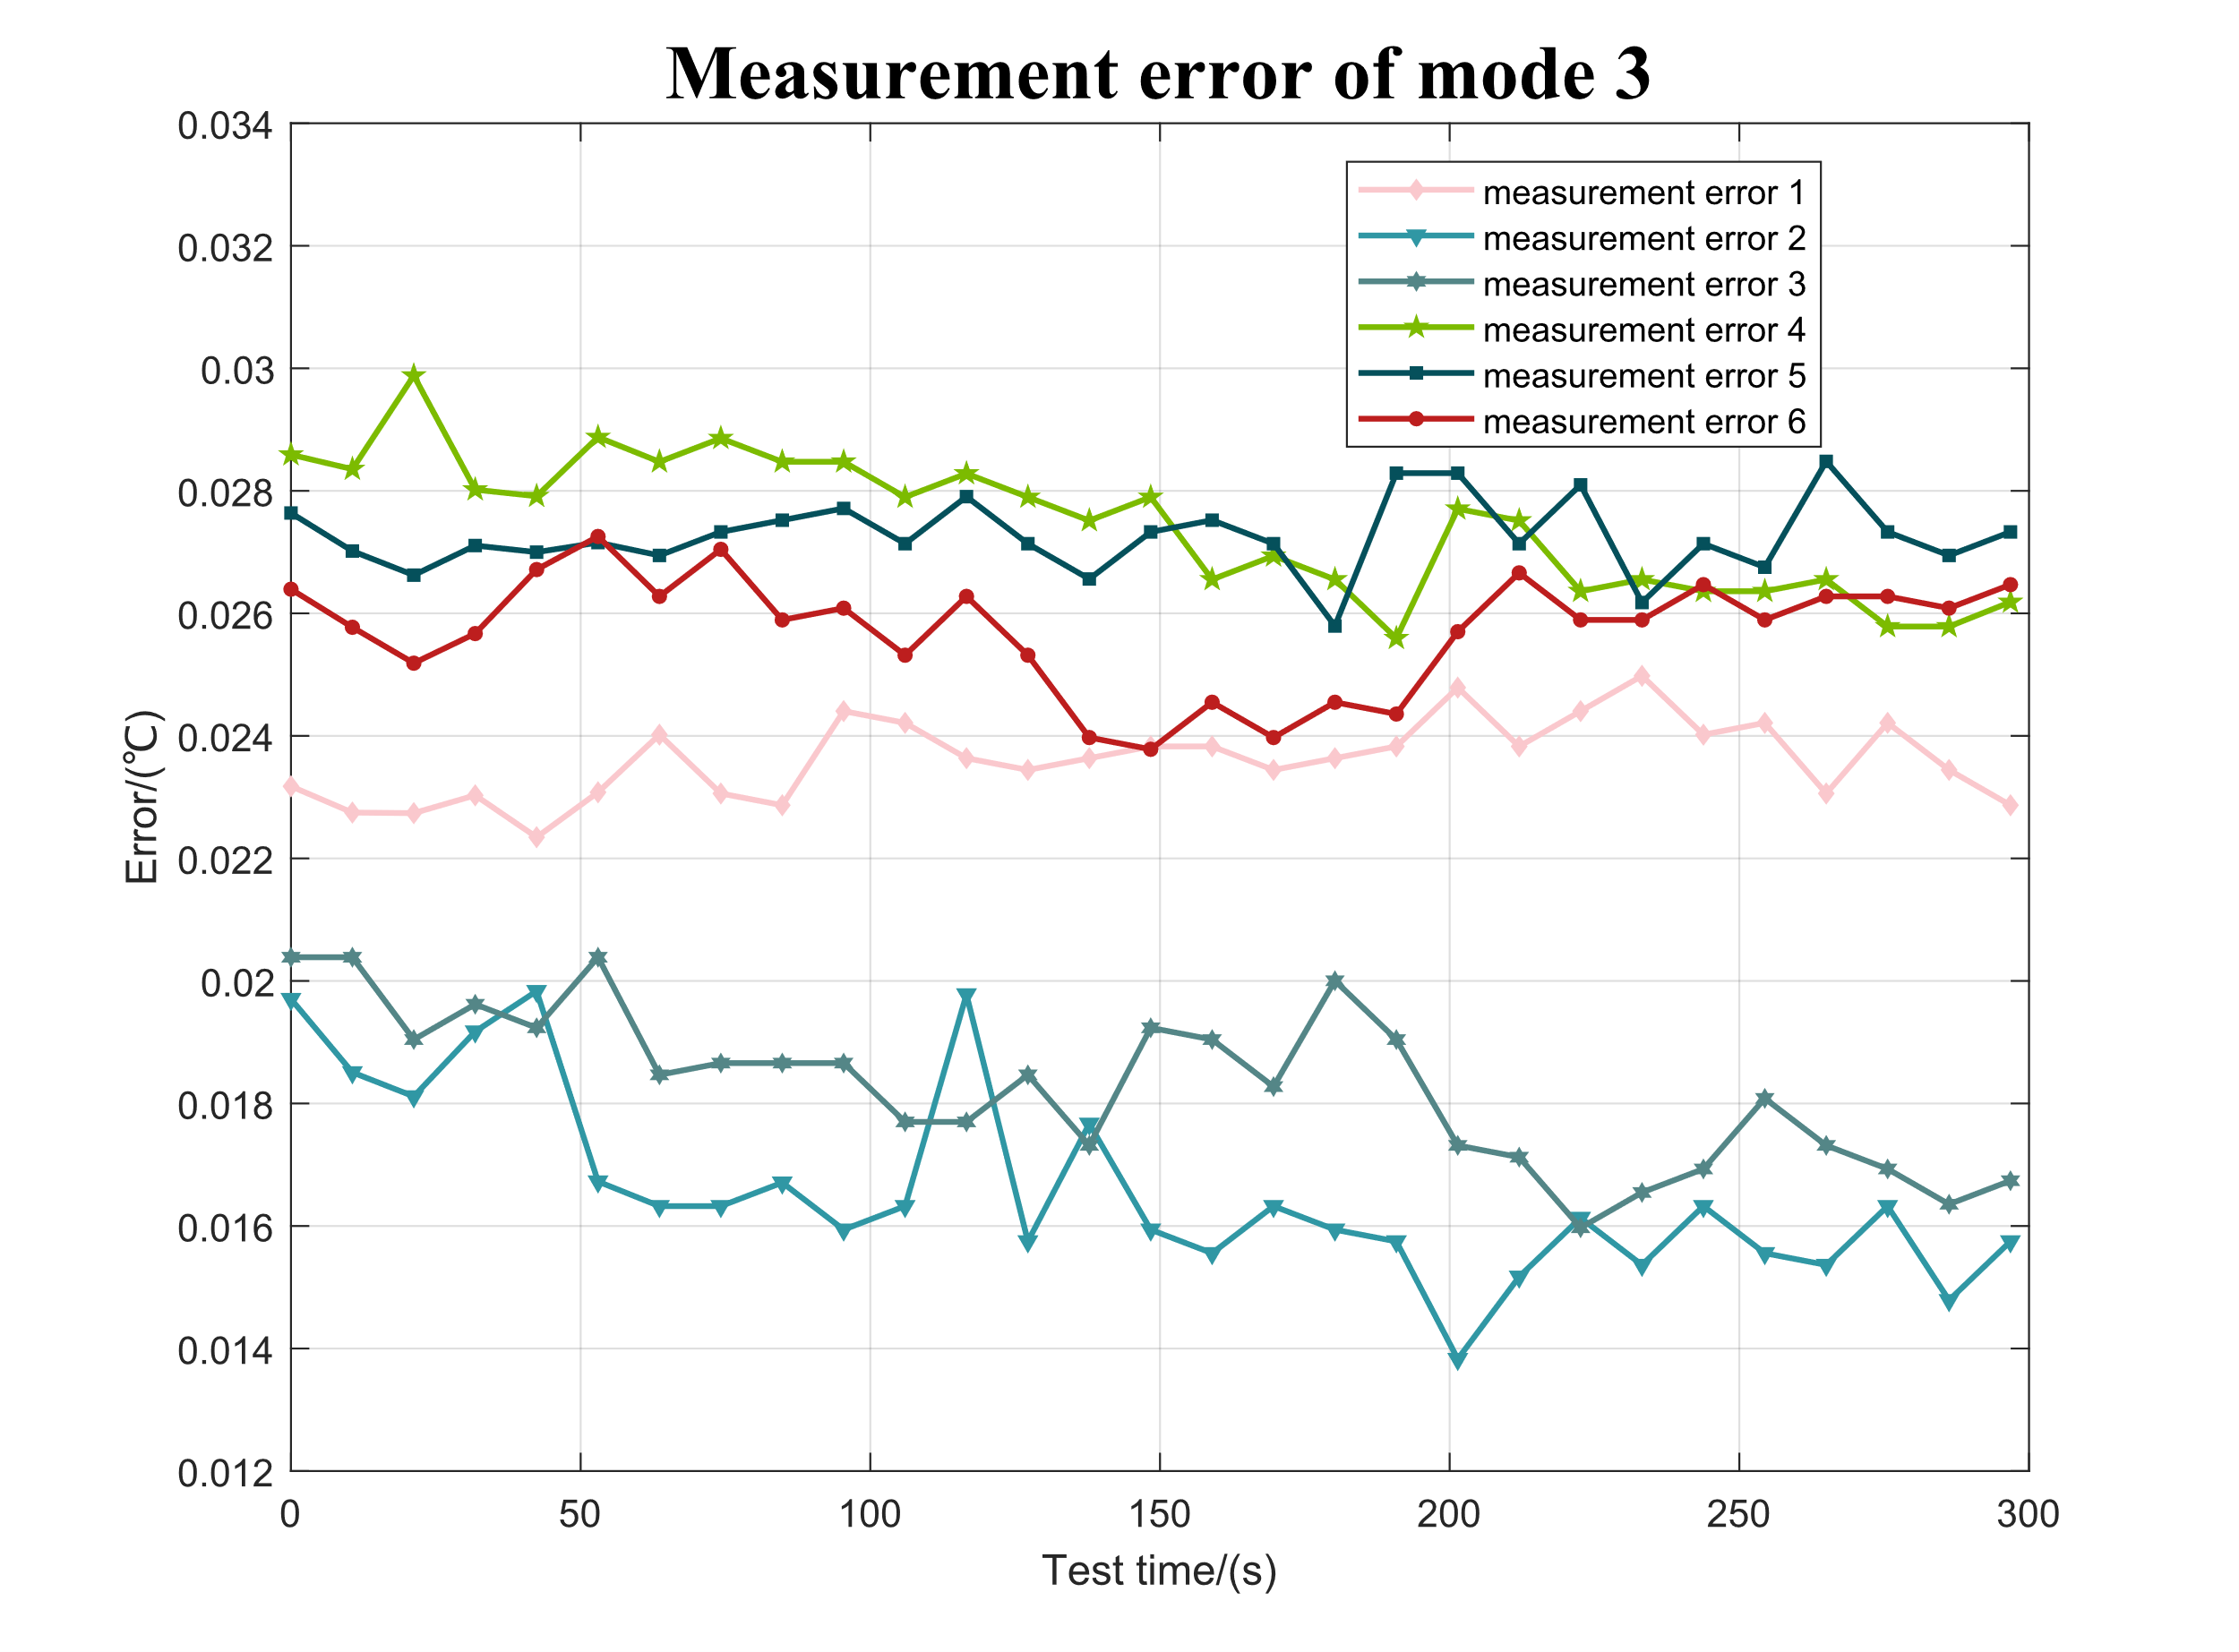 Measurement error of mode 3
0.034
0.032
0.03
0.028
0.026
0.024
0.022
0.02
0.018
0.016
0.014
0.012
Error/(°C)
measurement error 1
measurement error 2
measurement error 3
measurement error 4
measurement error 5
measurement error 6
0 50 100 150 200 250 300
Test time/(s)